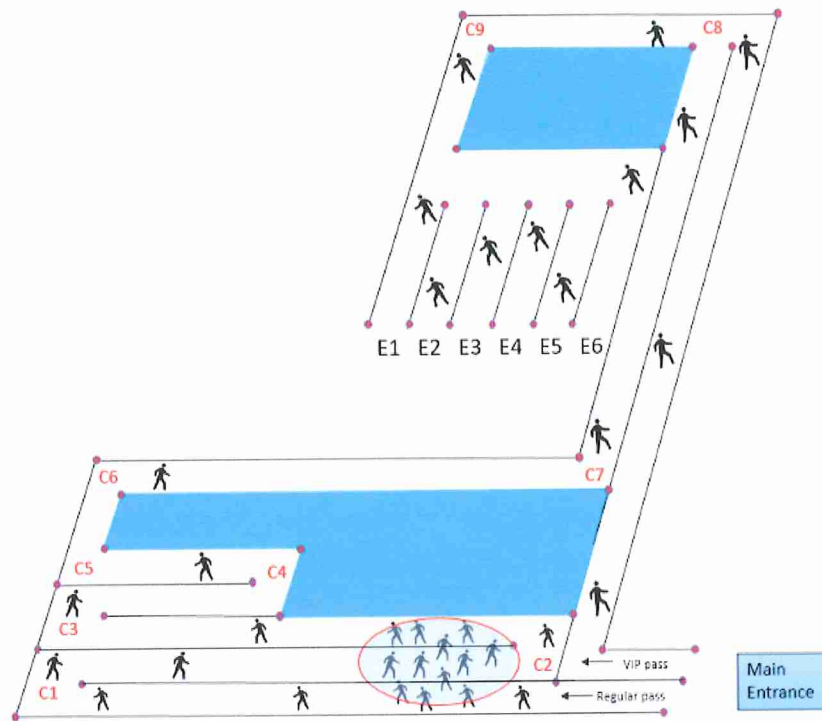 C9 C8
E1 E2 E3 E4 E5 E6
C6 C7
C5 C4
C3
C1 C2 VIP pass
Regular pass
Main
Entrance